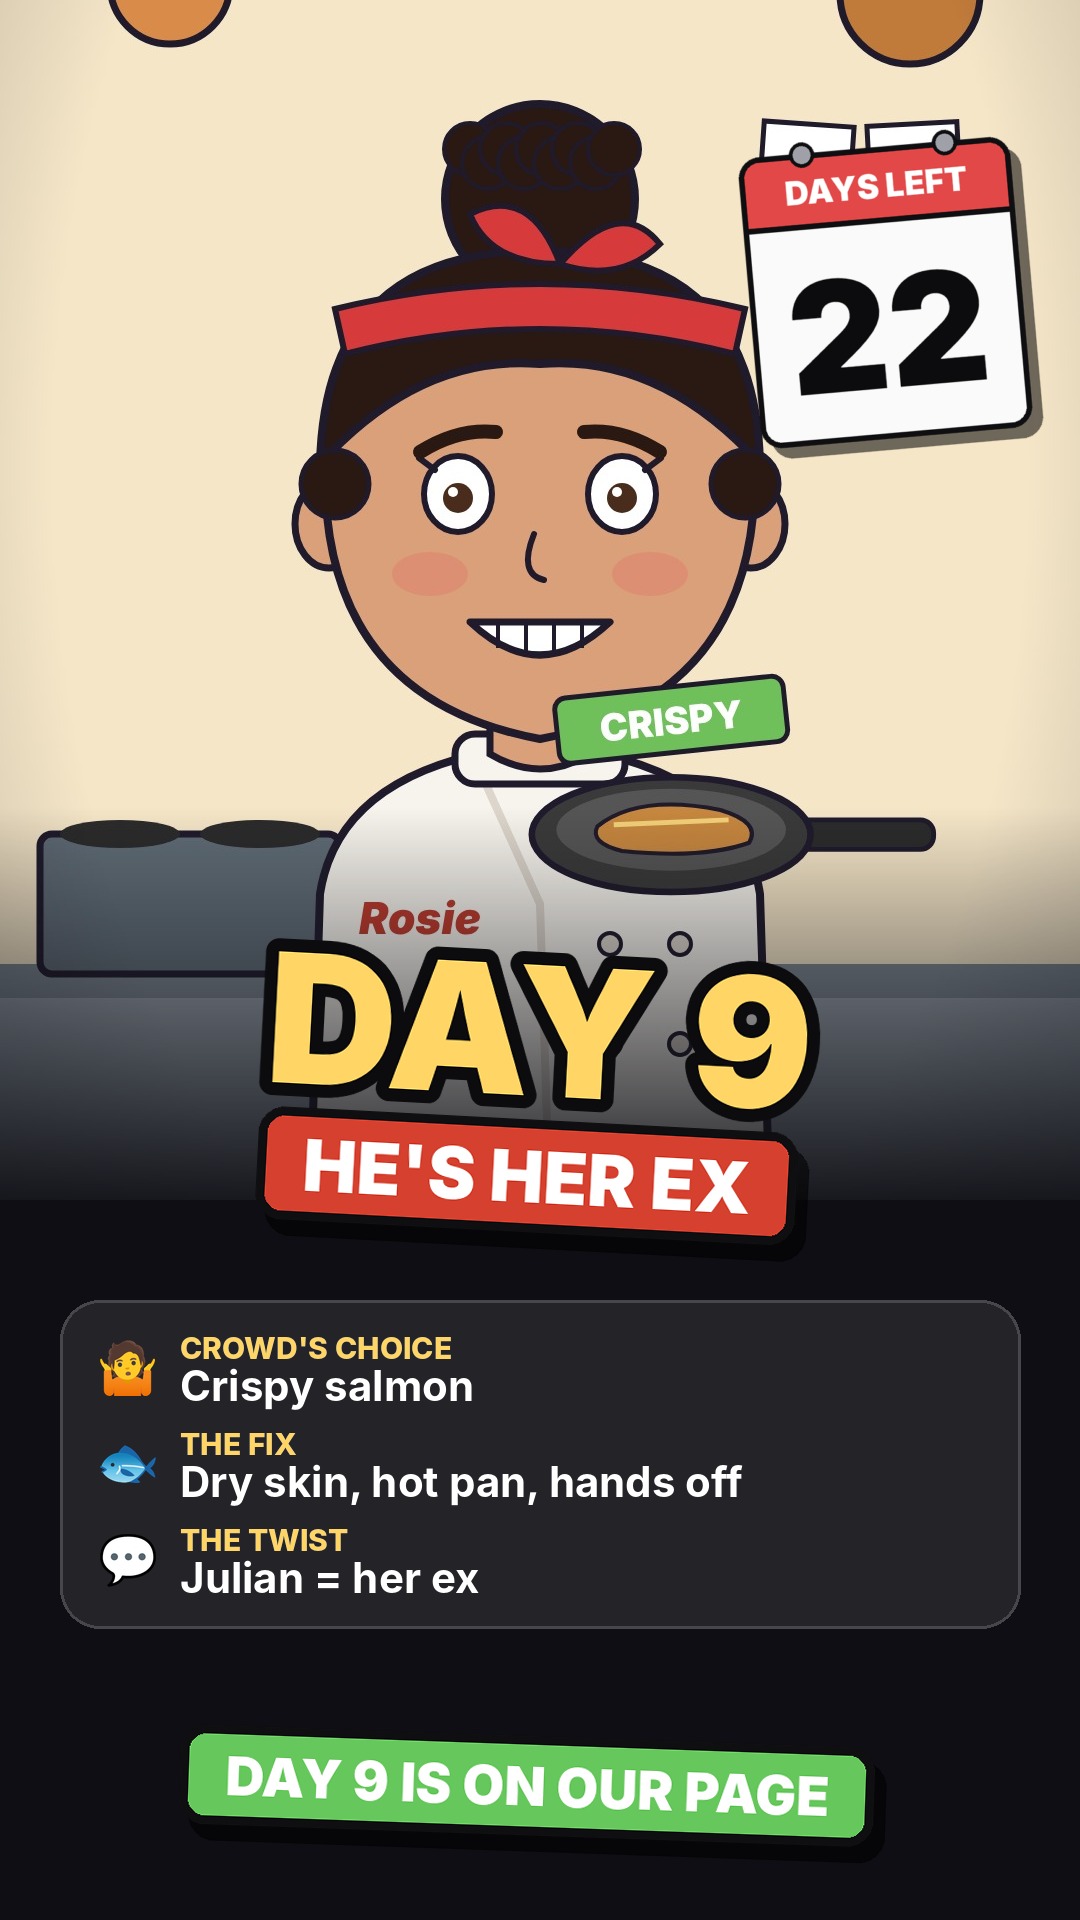 DAYS LEFT
22
CRISPY
Rosie
DAY 9
HE'S HER EX
CROWD'S CHOICE
Crispy salmon
THE FIX
Dry skin, hot pan, hands off
THE TWIST
Julian = her ex
DAY 9 IS ON OUR PAGE